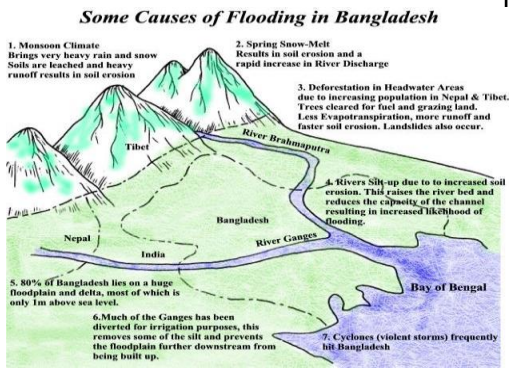 Some Causes of Flooding in Bangladesh
1. Monsoon Climate
Brings very heavy rain and snow
Soils are leached and heavy
runoff results in soil erosion
2. Spring Snow-Melt
Results in soil erosion and a
rapid increase in River Discharge
3. Deforestation in Headwater Areas
due to increasing population in Nepal & Tibet.
Trees cleared for fuel and grazing land.
Less Evapotranspiration, more runoff and
faster soil erosion. Landslides also occur.
Tibet
River Brahmaputra
4. Rivers Silt-up due to to increased soil
erosion. This raises the river bed and
reduces the capacity of the channel
resulting in increased likelihood of
flooding.
Bangladesh
Nepal
River Ganges
India
5. 80% of Bangladesh lies on a huge
floodplain and delta, most of which is
only 1m above sea level.
Bay of Bengal
6.Much of the Ganges has been
diverted for irrigation purposes, this
removes some of the silt and prevents
the floodplain further downstream from
being built up.
7. Cyclones (violent storms) frequently
hit Bangladesh